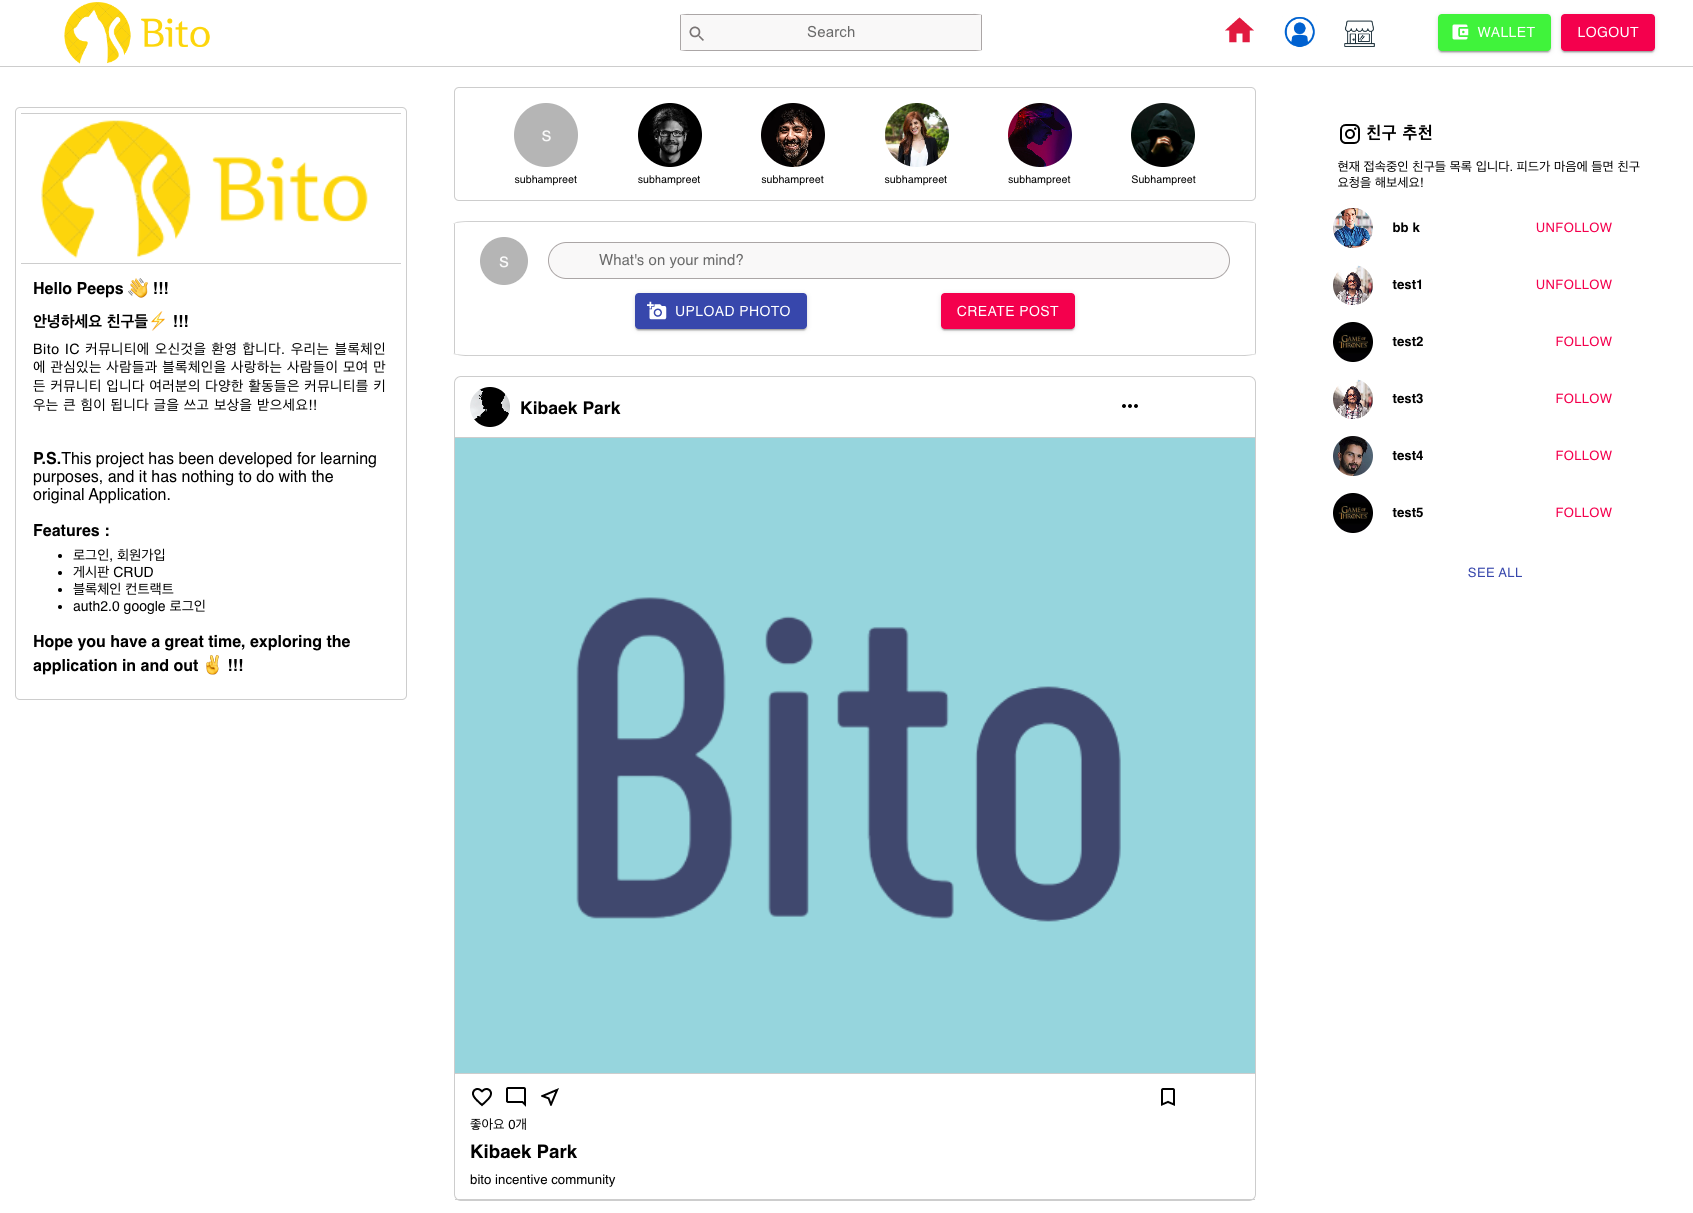 Bito
Search
WALLET
LOGOUT
Bito
Hello Peeps 👋 !!!
안녕하세요 친구들⚡ !!!
Bito IC 커뮤니티에 오신것을 환영 합니다. 우리는 블록체인
에 관심있는 사람들과 블록체인을 사랑하는 사람들이 모여 만
든 커뮤니티 입니다 여러분의 다양한 활동들은 커뮤니티를 키
우는 큰 힘이 됩니다 글을 쓰고 보상을 받으세요!!
P.S.This project has been developed for learning
purposes, and it has nothing to do with the
original Application.
Features :
• 로그인, 회원가입
• 게시판 CRUD
• 블록체인 컨트랙트
• auth2.0 google 로그인
Hope you have a great time, exploring the
application in and out ✌ !!!
S
subhampreet
subhampreet
subhampreet
subhampreet
subhampreet
Subhampreet
S
What's on your mind?
UPLOAD PHOTO
CREATE POST
Kibaek Park
Bito
좋아요 0개
Kibaek Park
bito incentive community
친구 추천
현재 접속중인 친구들 목록 입니다. 피드가 마음에 들면 친구
요청을 해보세요!
bb k UNFOLLOW
test1 UNFOLLOW
GAME OF
THRONES
test2 FOLLOW
test3 FOLLOW
test4 FOLLOW
GAME OF
THRONES
test5 FOLLOW
SEE ALL